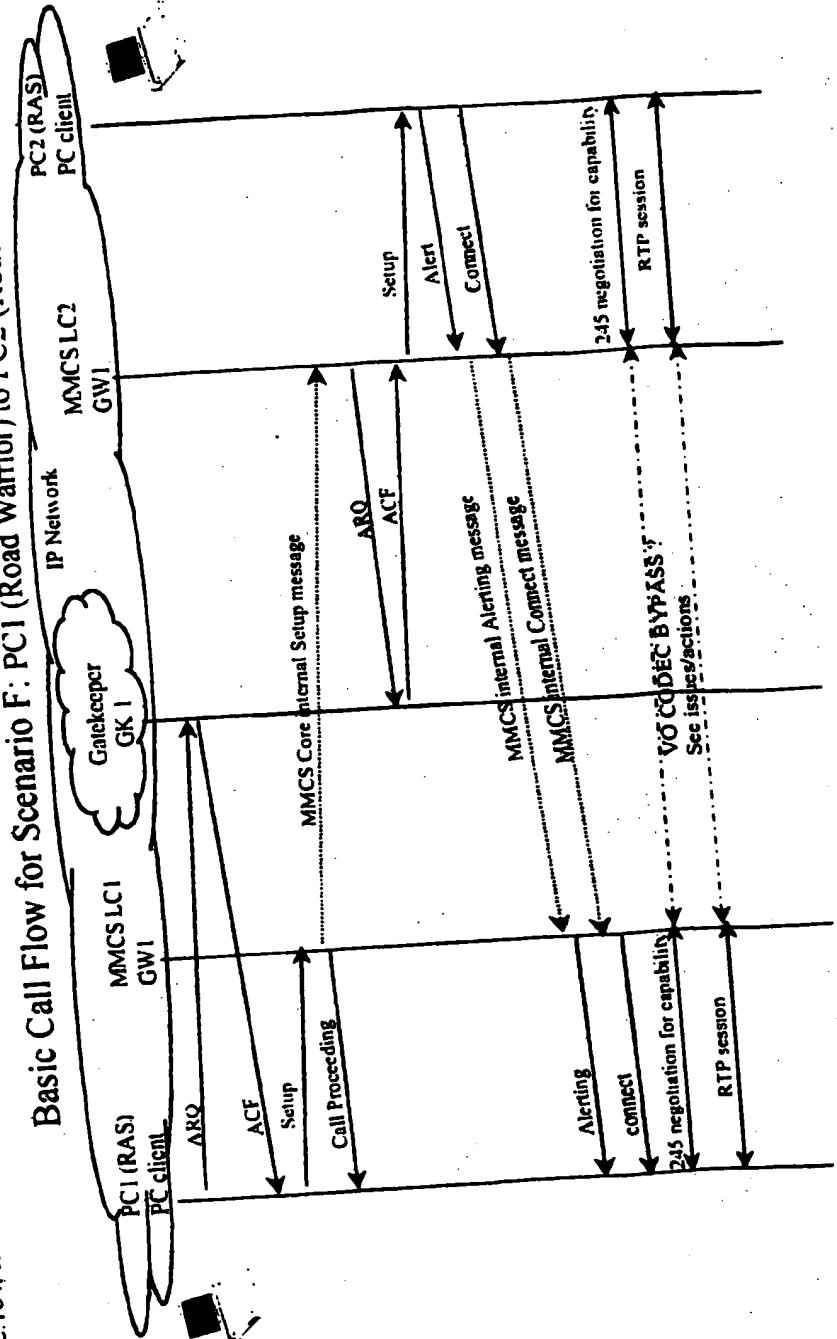 Basic Call Flow for Scenario F: PC1 (Road Warrior) to PC2
PC1 (RAS)
PC client
MMCS LC1
GW1
Gatekeeper
GK 1
IP Network
MMCS LC2
GW1
PC2 (RAS)
PC client
ARQ
ACF
Setup
Call Proceeding
MMCS Core internal Setup message
ARQ
ACF
Setup
Alert
Connect
MMCS internal Alerting message
MMCS internal Connect message
Alerting
connect
245 negotiation for capability
RTP session
VO CODEC BYPASS ?
See issues/actions
245 negotiation for capability
RTP session